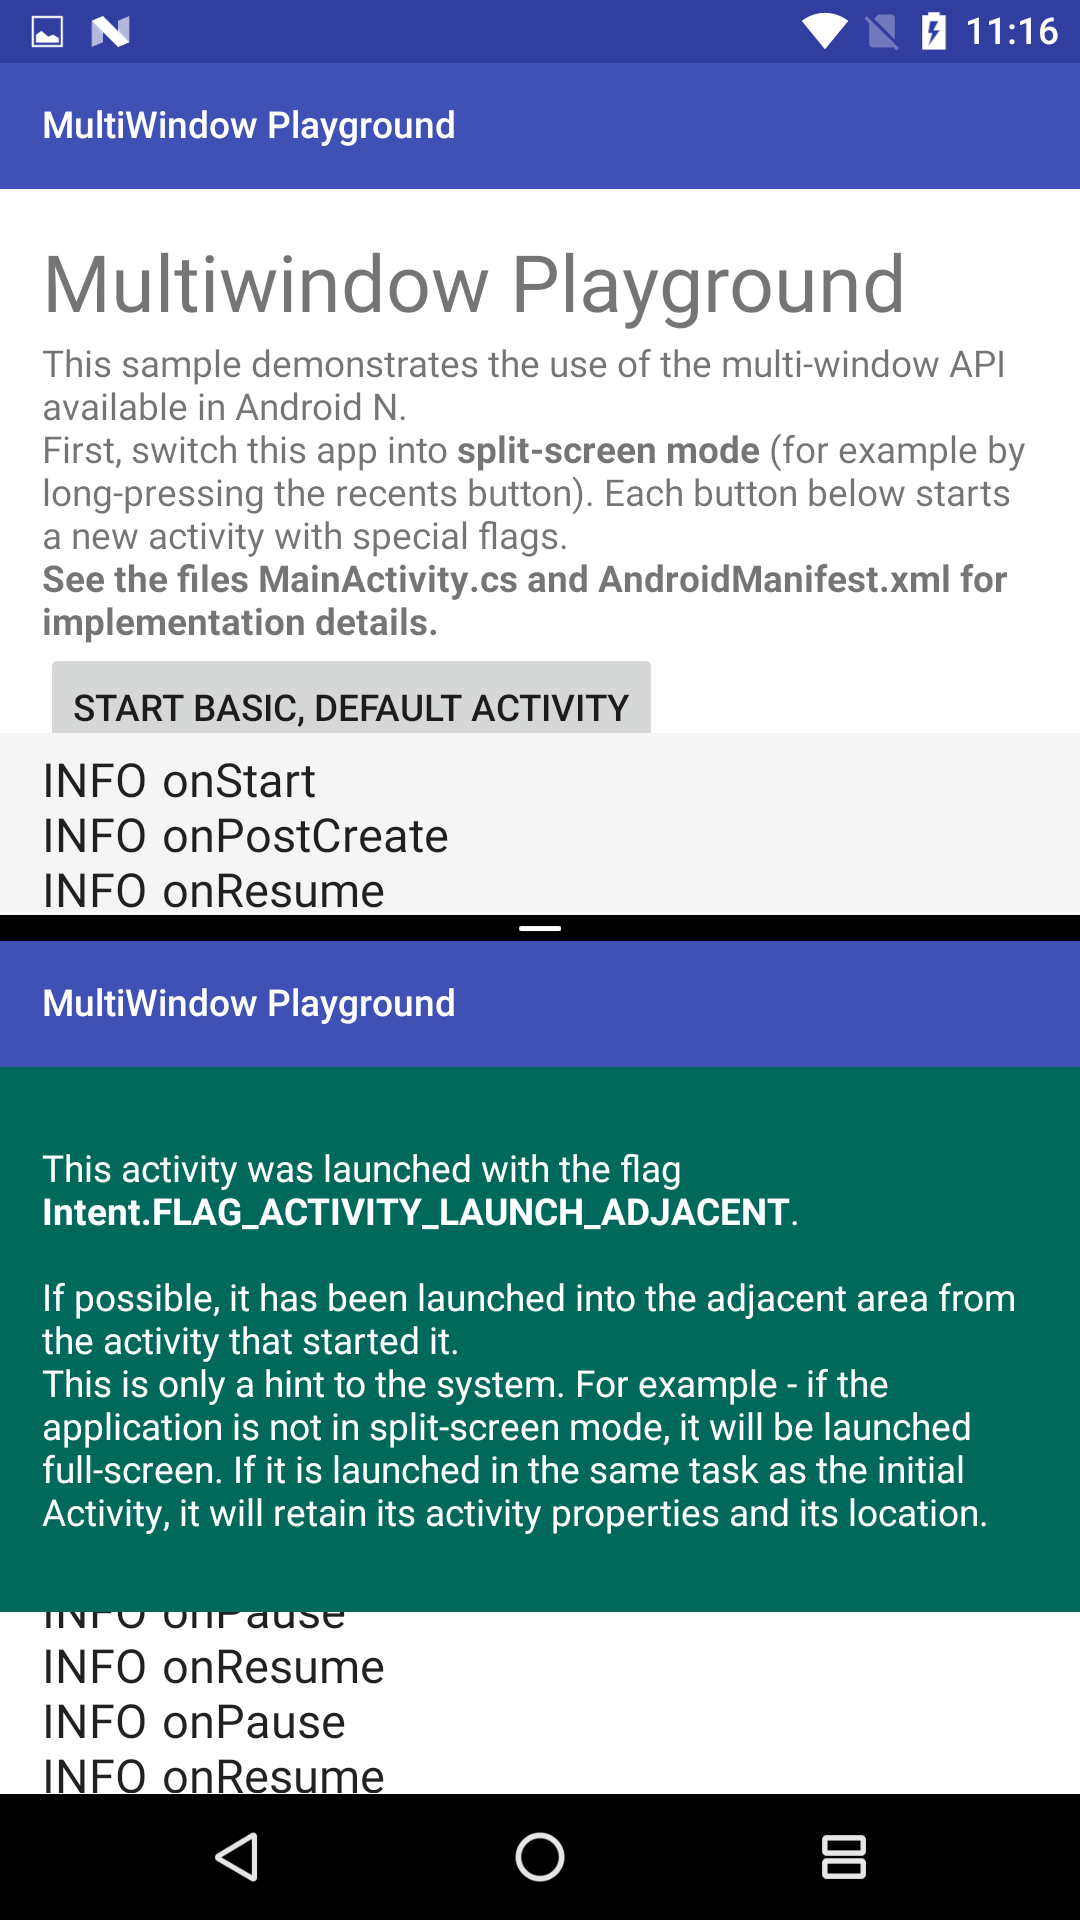 11:16
MultiWindow Playground
Multiwindow Playground
This sample demonstrates the use of the multi-window API
available in Android N.
First, switch this app into split-screen mode (for example by
long-pressing the recents button). Each button below starts
a new activity with special flags.
See the files MainActivity.cs and AndroidManifest.xml for
implementation details.
START BASIC, DEFAULT ACTIVITY
INFO onStart
INFO onPostCreate
INFO onResume
MultiWindow Playground
This activity was launched with the flag
Intent.FLAG_ACTIVITY_LAUNCH_ADJACENT.
If possible, it has been launched into the adjacent area from
the activity that started it.
This is only a hint to the system. For example - if the
application is not in split-screen mode, it will be launched
full-screen. If it is launched in the same task as the initial
Activity, it will retain its activity properties and its location.
INFO onPause
INFO onResume
INFO onPause
INFO onResume